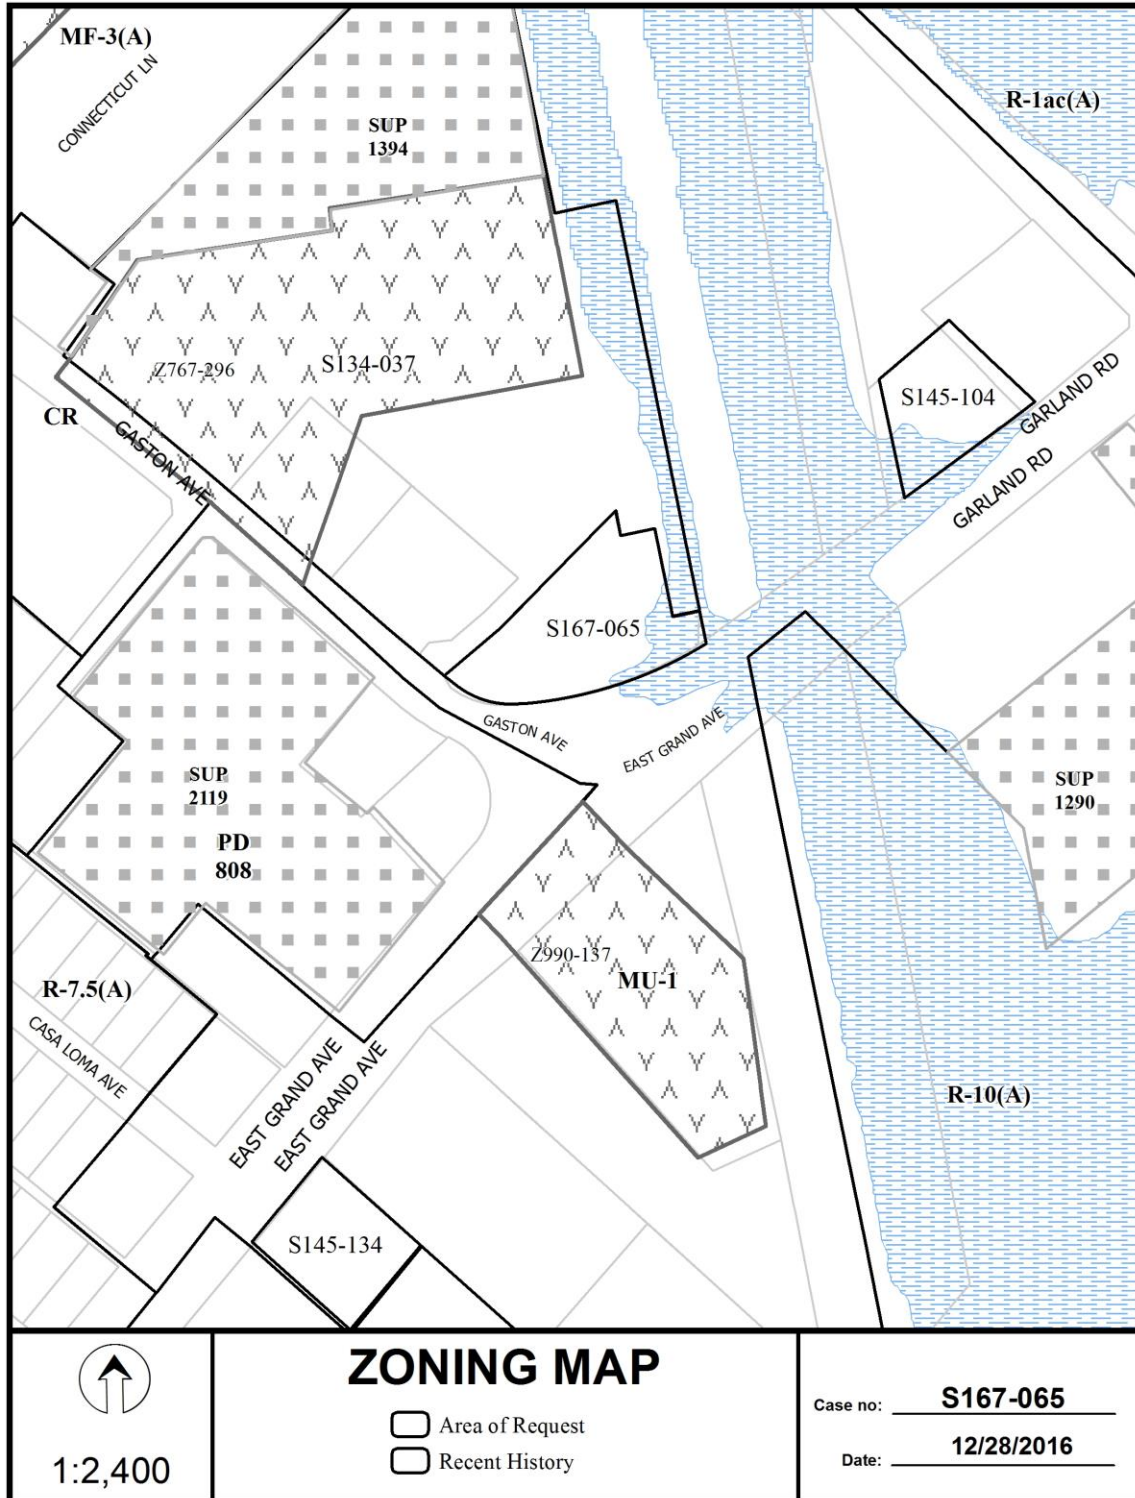 MF-3(A)
CONNECTICUT LN
SUP
1394
R-1ac(A)
Z767-296
S134-037
CR
GASTON AVE
S145-104
GARLAND RD
GARLAND RD
S167-065
GASTON AVE
EAST GRAND AVE
SUP
2119
PD
808
SUP
1290
Z990-137
MU-1
R-7.5(A)
CASA LOMA AVE
EAST GRAND AVE
EAST GRAND AVE
R-10(A)
S145-134
1:2,400
ZONING MAP
Area of Request
Recent History
Case no: S167-065
Date: 12/28/2016